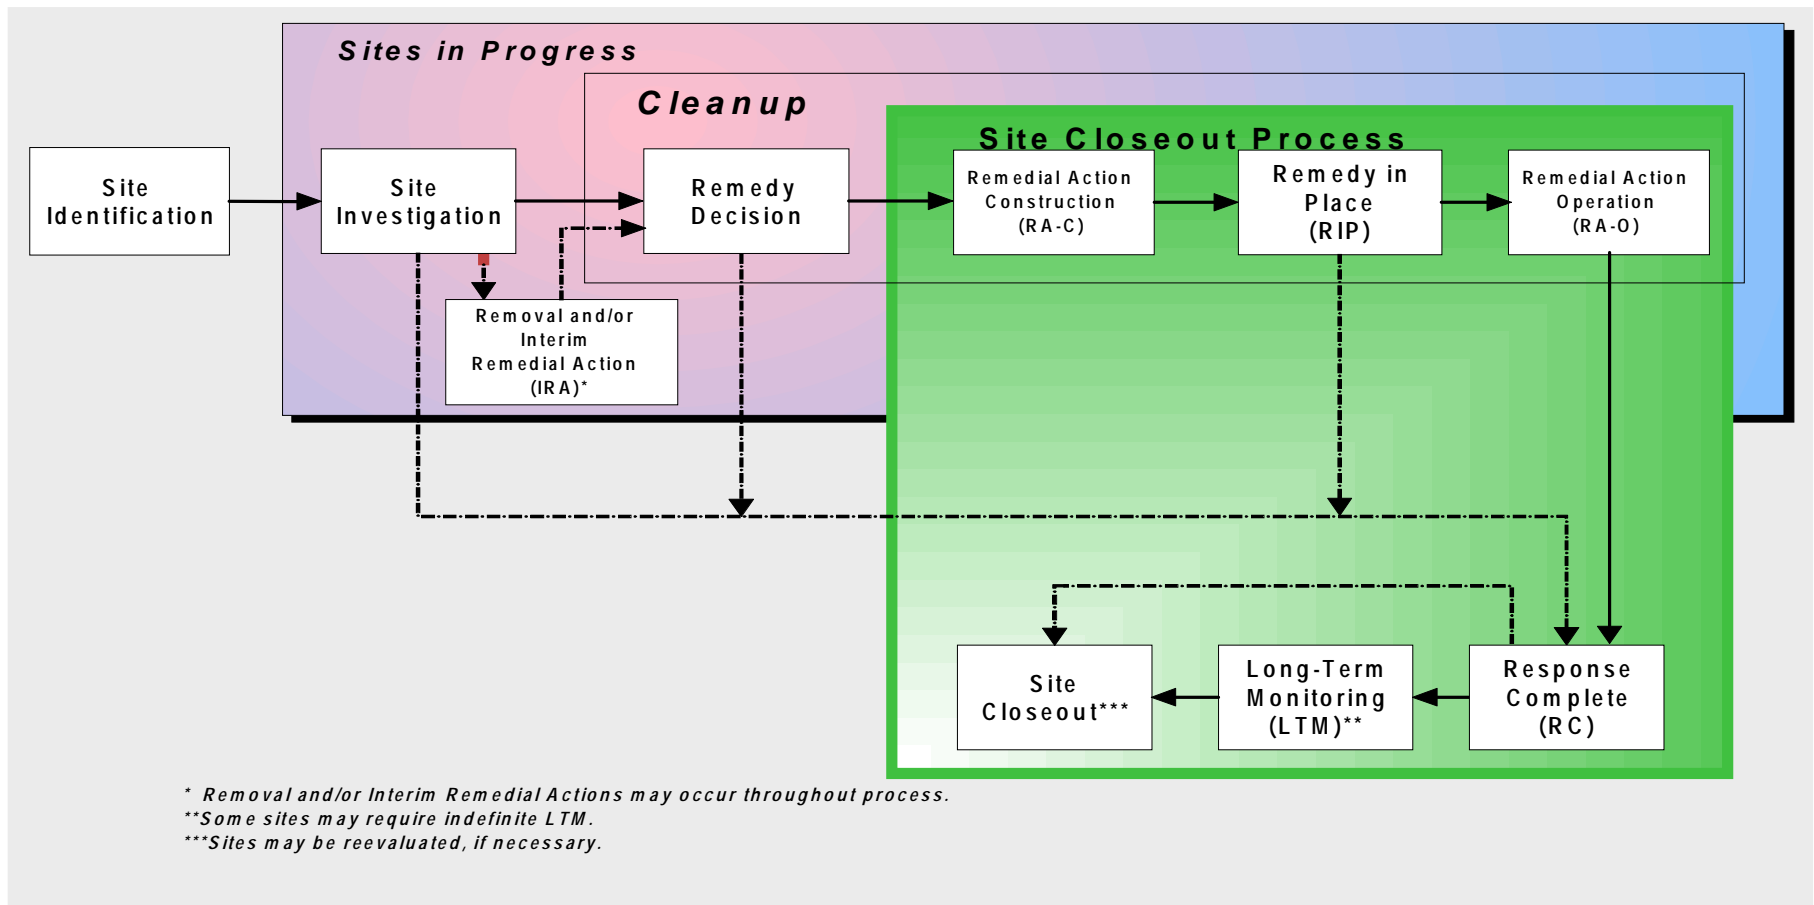 Sites in Progress
Cleanup
Site Closeout Process
Site
Identification
Site
Investigation
Remedy
Decision
Remedial Action
Construction
(RA-C)
Remedy in
Place
(RIP)
Remedial Action
Operation
(RA-O)
Removal and/or
Interim
Remedial Action
(IRA)*
Site
Closeout***
Long-Term
Monitoring
(LTM)**
Response
Complete
(RC)
* Removal and/or Interim Remedial Actions may occur throughout process.
**Some sites may require indefinite LTM.
***Sites may be reevaluated, if necessary.